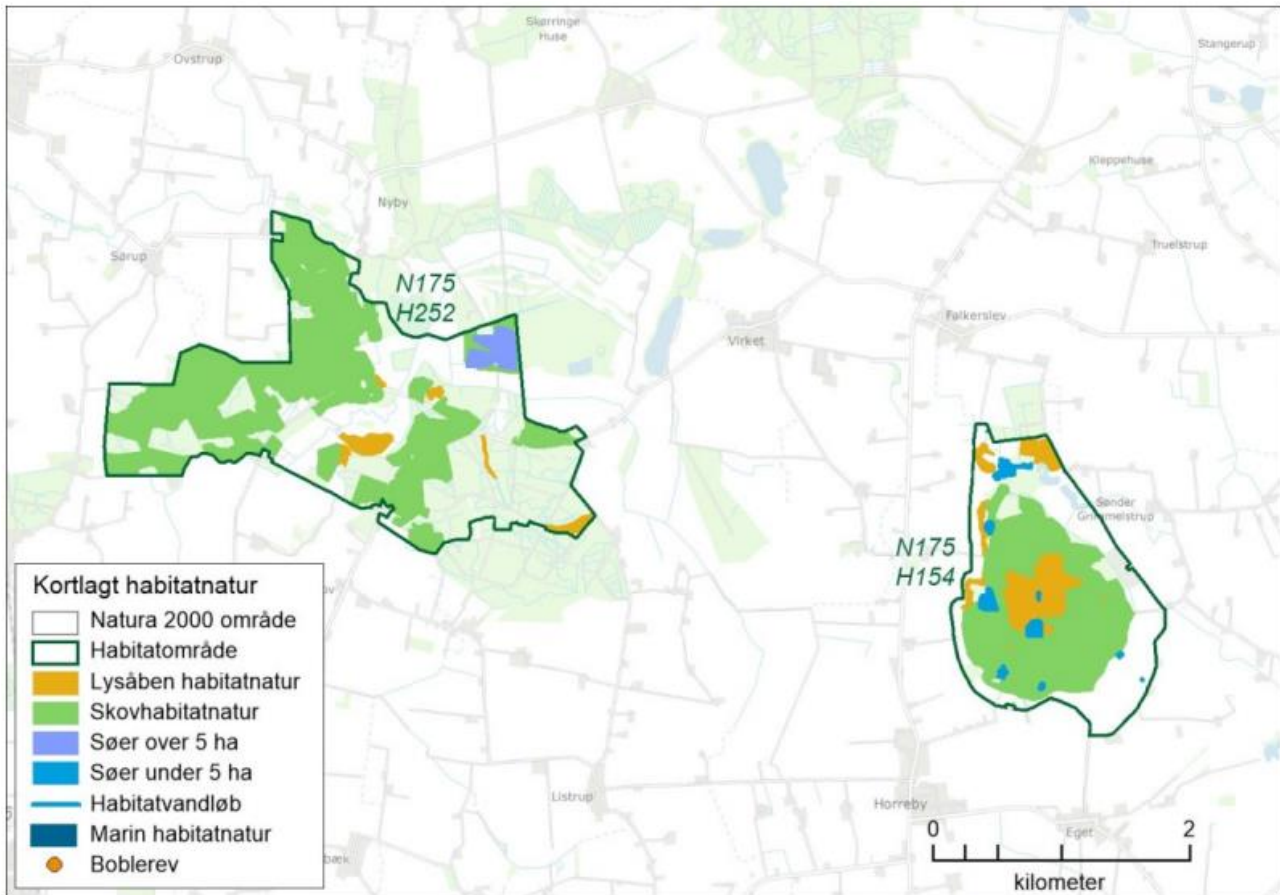 Skørringe
Huse
Stangerup
Ovstrup
Kleppehuse
Nyby
Truelstrup
Sørup
N175
H252
Falkerslev
Virket
Sønder
Grimmelstrup
N175
H154
Kortlagt habitatnatur
Natura 2000 område
Habitatområde
Lysåben habitatnatur
Skovhabitatnatur
Søer over 5 ha
Søer under 5 ha
Habitatvandløb
Marin habitatnatur
Boblerev
Listrup
Horreby
Eget
0 2
kilometer